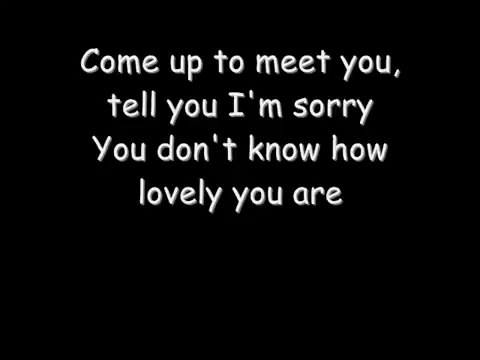 Come up to meet you,
tell you I'm sorry
You don't know how
lovely you are